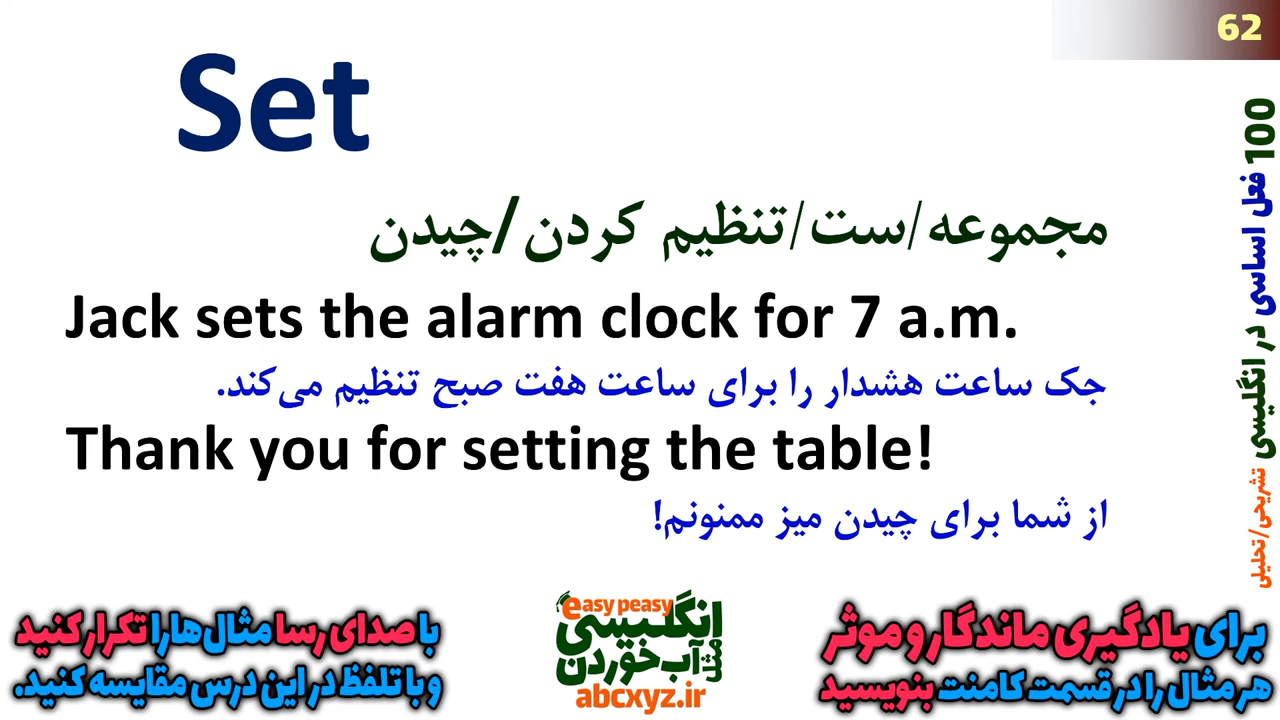 62
Set
مجموعه/ست/تنظیم کردن/چیدن
Jack sets the alarm clock for 7 a.m.
جک ساعت هشدار را برای ساعت هفت صبح تنظیم می‌کند.
Thank you for setting the table!
از شما برای چیدن میز ممنونم!
100 فعل اساسی در انگلیسی تشریحی/تحلیلی
برای یادگیری ماندگار و موثر
هر مثال را در قسمت کامنت بنویسید
easy peasy
انگلیسی
مثل آب خوردن
abcxyz.ir
با صدای رسا مثال‌ها را تکرار کنید
و با تلفظ در این درس مقایسه کنید.